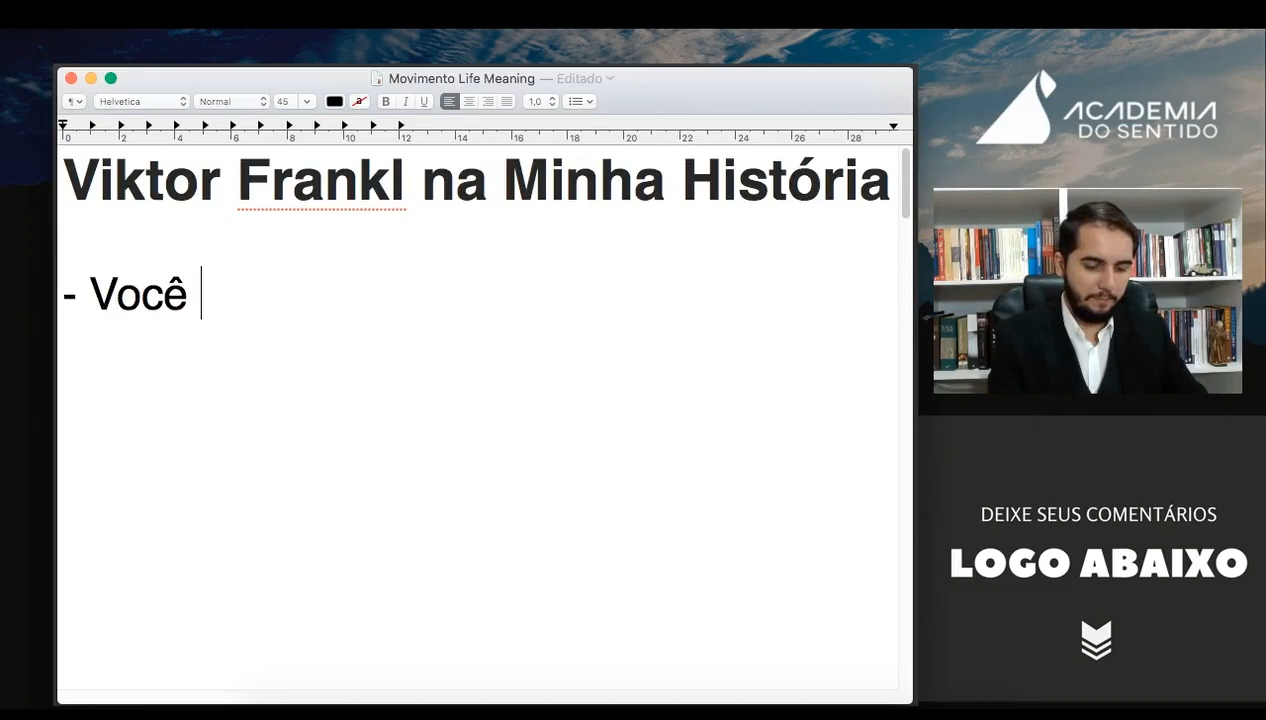 Movimento Life Meaning — Editado
Helvetica Normal 45 a B I U 1,0
0 2 4 6 8 10 12 14 16 18 20 22 24 26 28
Viktor Frankl na Minha História
- Você
ACADEMIA
DO SENTIDO
DEIXE SEUS COMENTÁRIOS
LOGO ABAIXO